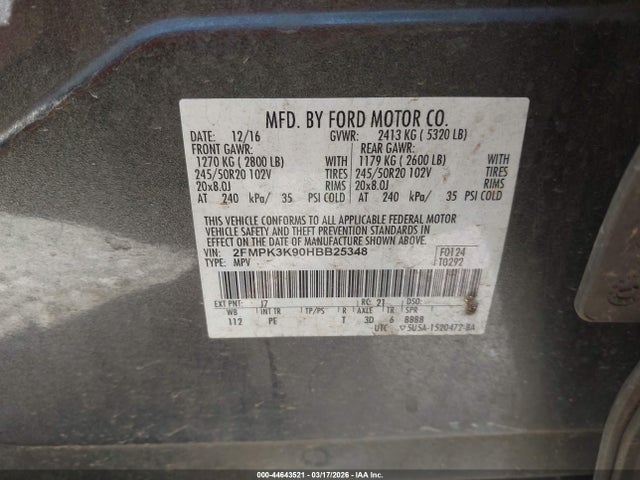 MFD. BY FORD MOTOR CO.
DATE: 12/16 GVWR: 2413 KG ( 5320 LB)
FRONT GAWR: REAR GAWR:
1270 KG ( 2800 LB) WITH 1179 KG ( 2600 LB) WITH
245/50R20 102V TIRES 245/50R20 102V TIRES
20x8.0J RIMS 20x8.0J RIMS
AT 240 kPa/ 35 PSI COLD AT 240 kPa/ 35 PSI COLD
THIS VEHICLE CONFORMS TO ALL APPLICABLE FEDERAL MOTOR
VEHICLE SAFETY AND BUMPER STANDARDS IN
EFFECT ON THE DATE OF MANUFACTURE SHOWN ABOVE.
VIN: 2FMPK3K90HBB25348 F0124
TYPE: MPV T0292
EXT PNT: J7 RC: 21 DSO:
WB INT TR TP/PS R AXLE TR SPR
112 PE T 3D 6 BBBB
UTC 5U5A-1520472-BA
000-44643521 | 03/17/2026 | IAA Inc.